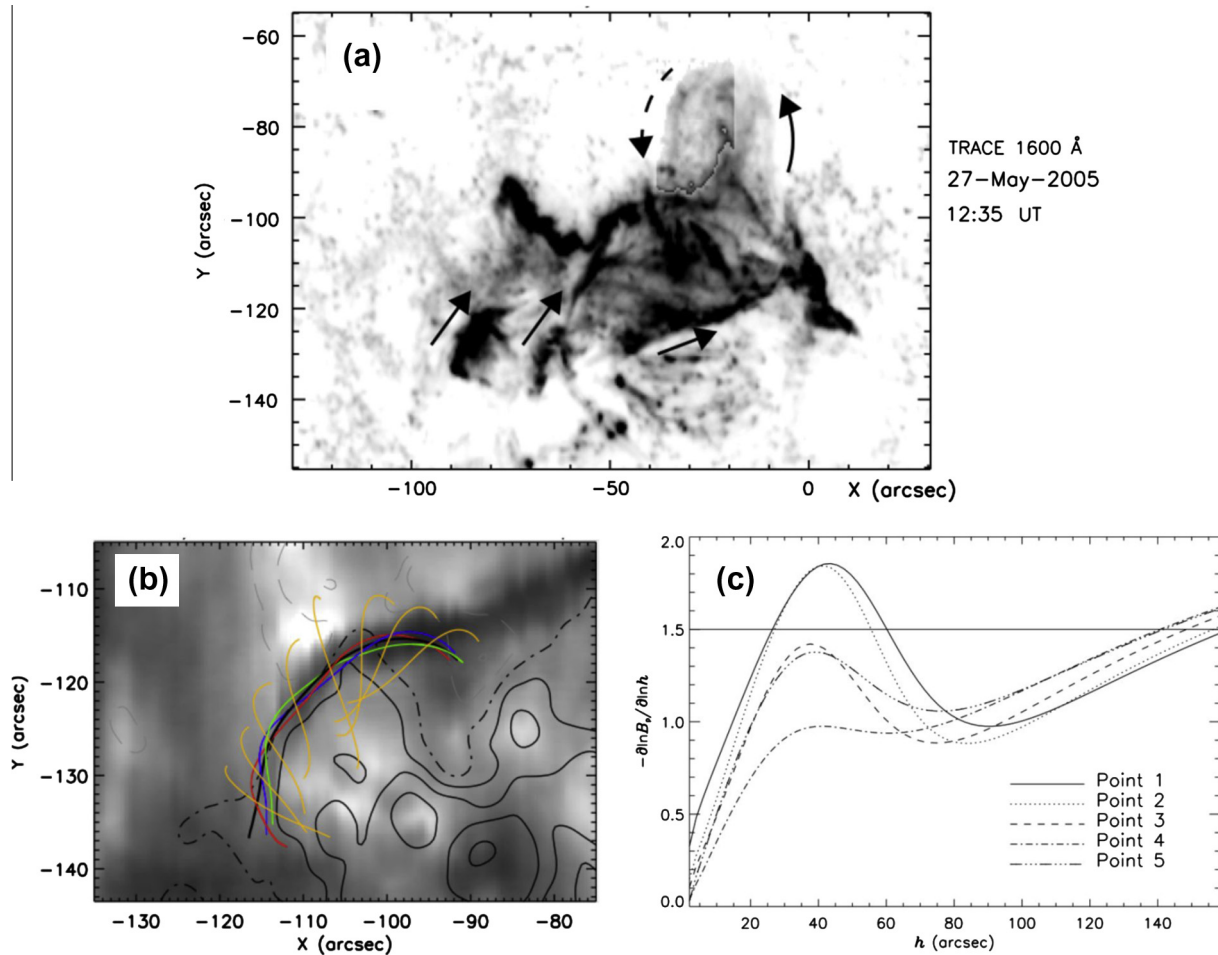 (a)
−60
−80
−100
−120
−140
Y (arcsec)
−100
−50
0
X (arcsec)
TRACE 1600 Å
27-May-2005
12:35 UT
(b)
−110
−120
−130
−140
Y (arcsec)
−130
−120
−110
−100
−90
−80
X (arcsec)
(c)
2.0
1.5
1.0
0.5
0.0
20
40
60
80
100
120
140
h (arcsec)
Point 1
Point 2
Point 3
Point 4
Point 5